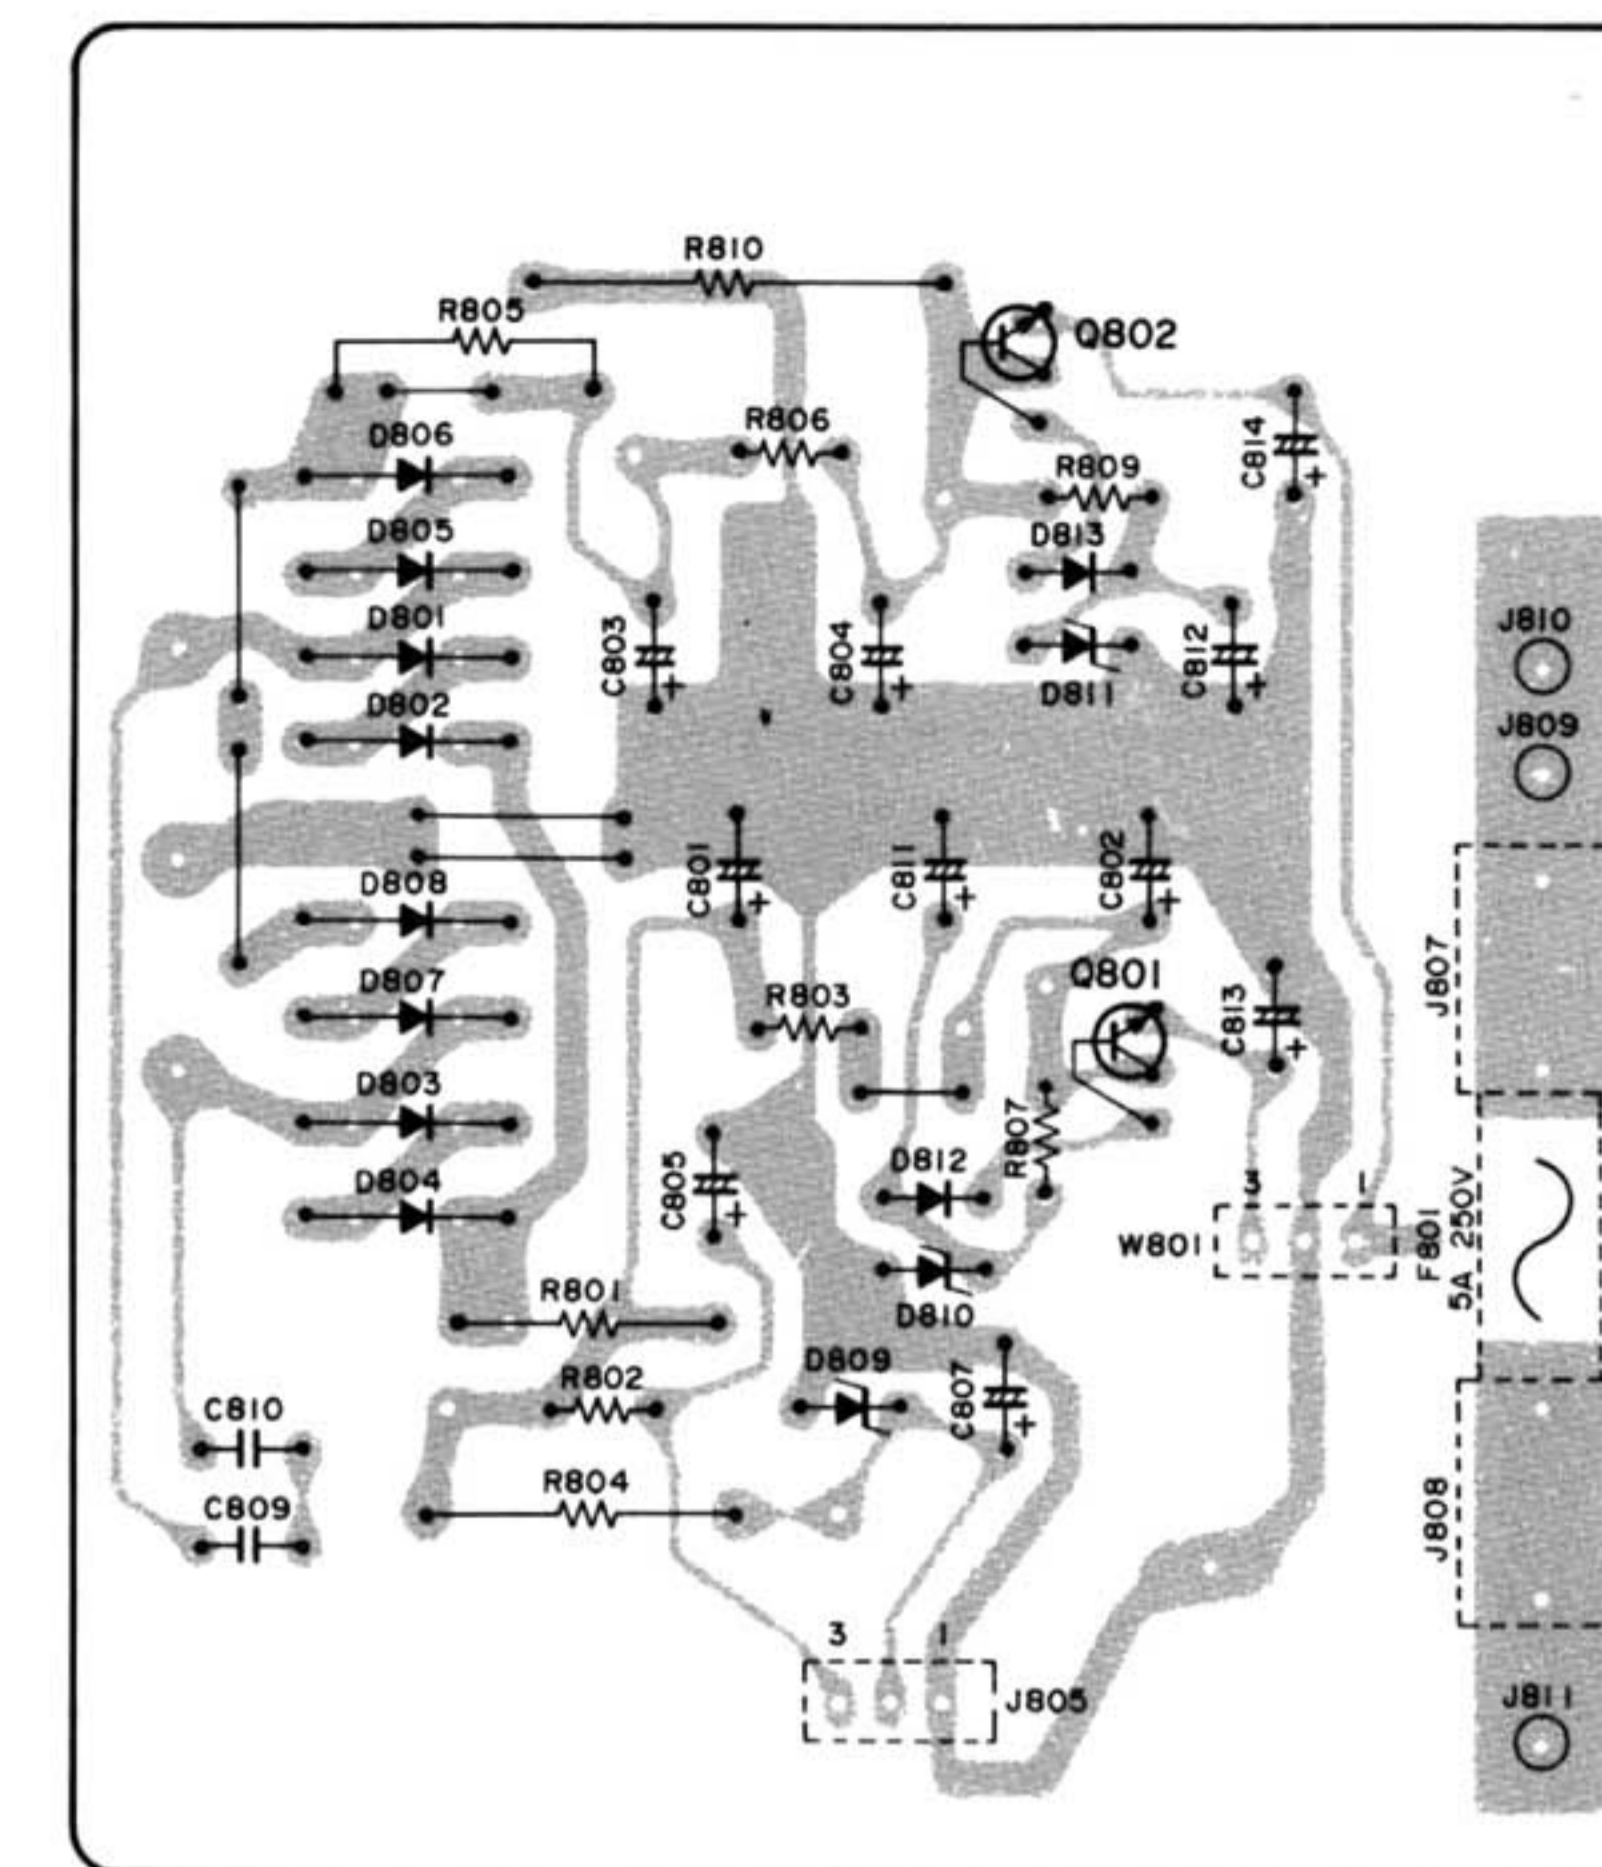 R810
R805
Q802
R806
D806
C814
+
R809
D805
D813
D801
J810
C803
+
C804
+
C812
+
D811
D802
J809
C801
+
C811
+
C802
+
D808
J807
Q801
D807
R803
C813
+
D803
R807
D812
D804
C805
+
3
1
W801
F801
5A 250V
R801
D810
D809
R802
C807
+
C810
R804
C809
J808
3
1
J805
J811